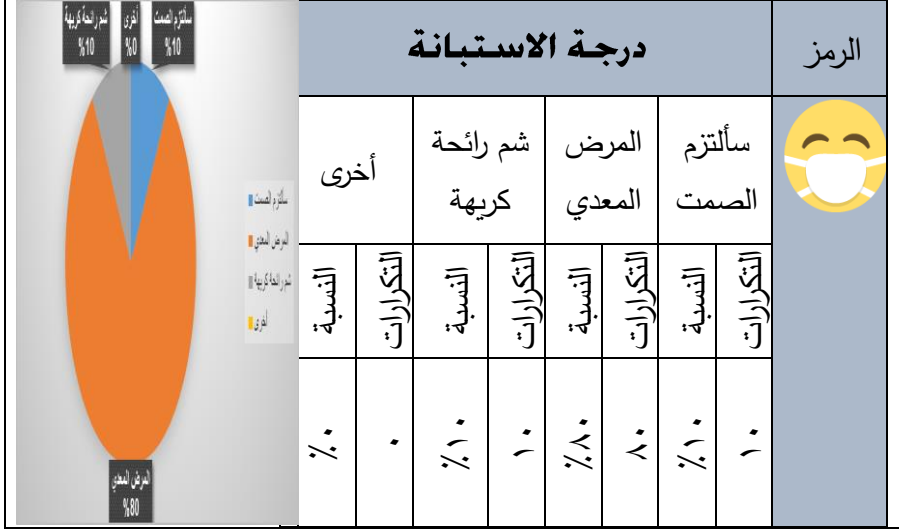 الرمز
درجة الاستبانة
سألتزم
الصمت
المرض
المعدي
شم رائحة
كريهة
أخرى
التكرارات
النسبة
التكرارات
النسبة
التكرارات
النسبة
التكرارات
النسبة
١٠
١٠٪
٨٠
٨٠٪
١٠
١٠٪
٠
٠٪
سألتزم الصمت
%10
أخرى
%0
شم رائحة كريهة
%10
سألتزم الصمت
المرض المعدي
شم رائحة كريهة
أخرى
المرض المعدي
%80